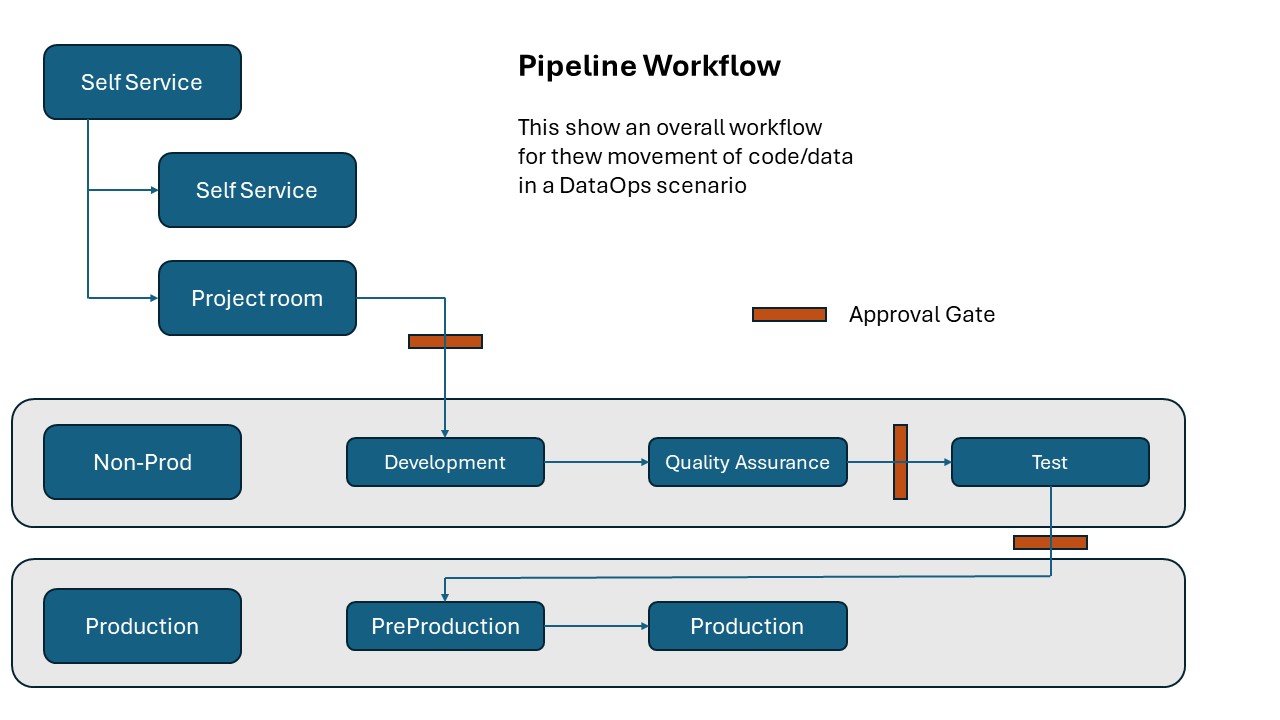 Self Service
Pipeline Workflow
This show an overall workflow
for thew movement of code/data
in a DataOps scenario
Self Service
Project room
Approval Gate
Non-Prod
Development
Quality Assurance
Test
Production
PreProduction
Production